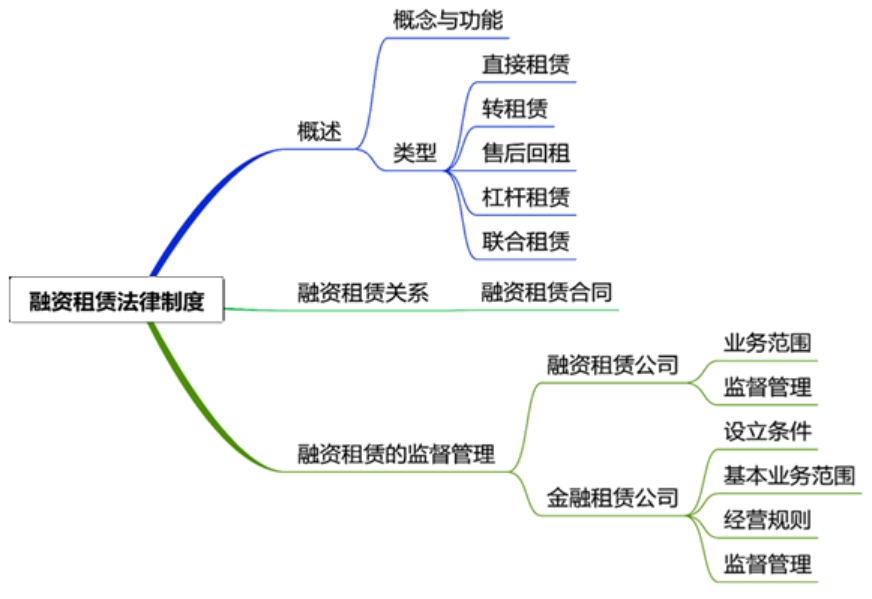 融资租赁法律制度
概述
概念与功能
类型
直接租赁
转租赁
售后回租
杠杆租赁
联合租赁
融资租赁关系
融资租赁合同
融资租赁的监督管理
融资租赁公司
业务范围
监督管理
金融租赁公司
设立条件
基本业务范围
经营规则
监督管理